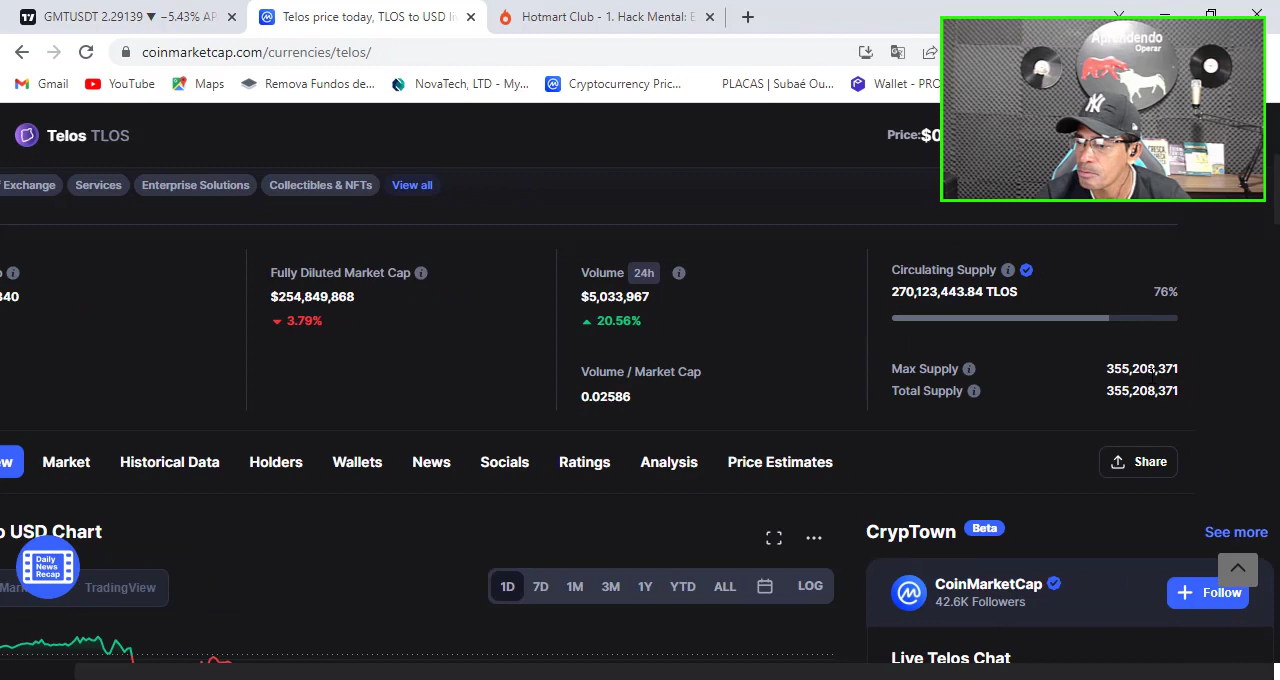 GMTUSDT 2.29139 ▼ −5.43% AP
Telos price today, TLOS to USD li
Hotmart Club - 1. Hack Mental: E
coinmarketcap.com/currencies/telos/
Gmail
YouTube
Maps
Remova Fundos de...
NovaTech, LTD - My...
Cryptocurrency Pric...
PLACAS | Subaé Ou...
Wallet - PRO
Aprendendo
Operar
Telos TLOS
Price: $0
f Exchange
Services
Enterprise Solutions
Collectibles & NFTs
View all
Fully Diluted Market Cap
Volume 24h
Circulating Supply
340
$254,849,868
$5,033,967
270,123,443.84 TLOS
76%
3.79%
20.56%
Volume / Market Cap
0.02586
Max Supply
355,208,371
Total Supply
355,208,371
ew
Market
Historical Data
Holders
Wallets
News
Socials
Ratings
Analysis
Price Estimates
Share
o USD Chart
CrypTown Beta
See more
Daily
News
Recap
Mar
TradingView
1D
7D
1M
3M
1Y
YTD
ALL
LOG
CoinMarketCap
42.6K Followers
Follow
Live Telos Chat